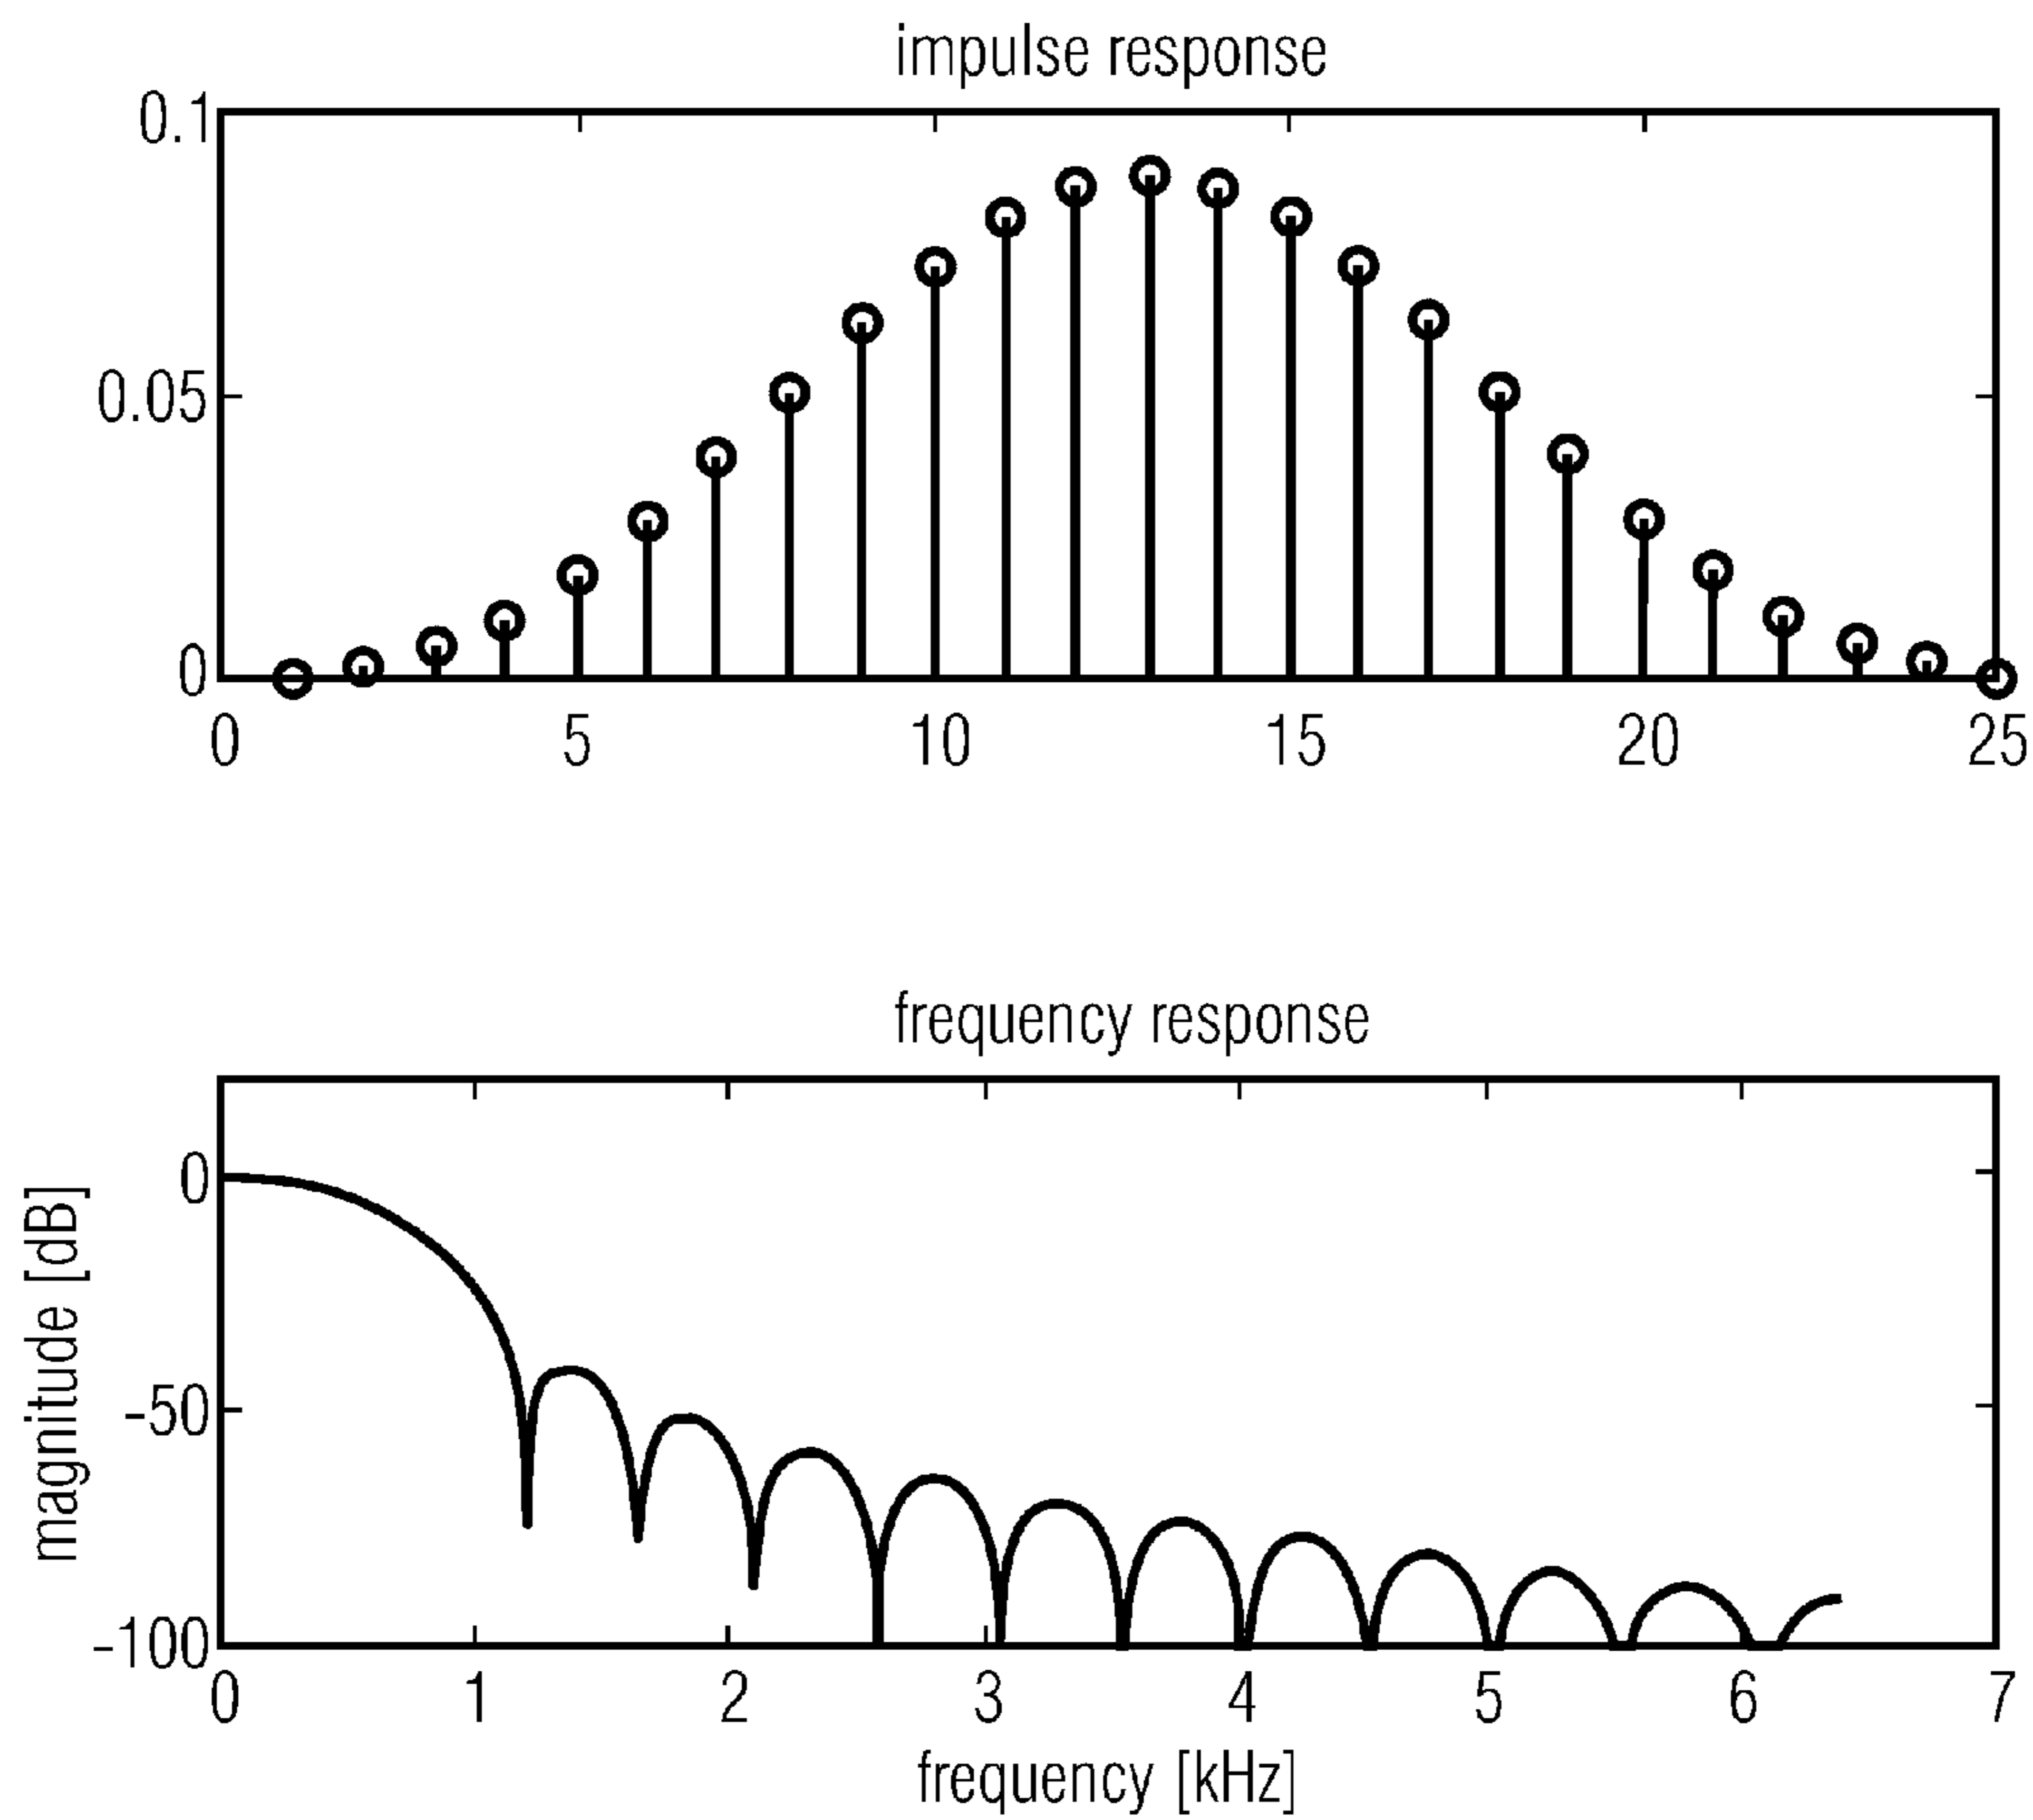 impulse response
0.1
0.05
0
0 5 10 15 20 25
frequency response
magnitude [dB]
0
-50
-100
0 1 2 3 4 5 6 7
frequency [kHz]